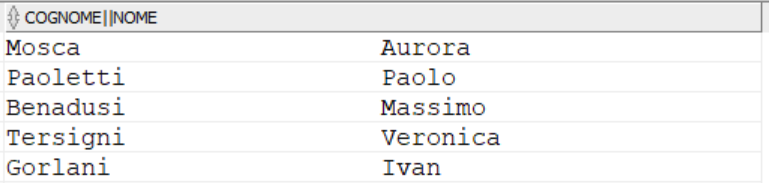 COGNOME||NOME
Mosca Aurora
Paoletti Paolo
Benadusi Massimo
Tersigni Veronica
Gorlani Ivan